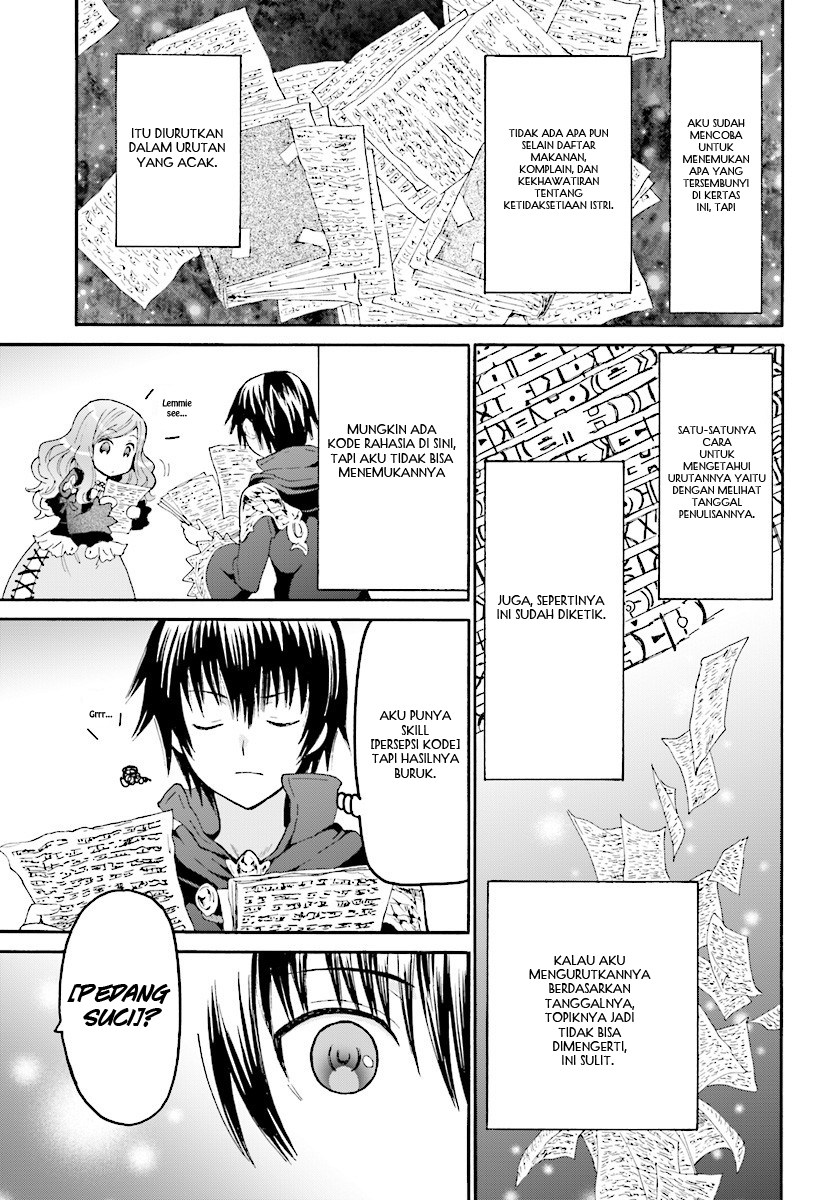 AKU SUDAH
MENCOBA
UNTUK
MENEMUKAN
APA YANG
TERSEMBUNYI
DI KERTAS
INI, TAPI
TIDAK ADA APA PUN
SELAIN DAFTAR
MAKANAN,
KOMPLAIN, DAN
KEKHAWATIRAN
TENTANG
KETIDAKSETIAAN ISTRI.
ITU DIURUTKAN
DALAM URUTAN
YANG ACAK.
SATU-SATUNYA
CARA
UNTUK
MENGETAHUI
URUTANNYA YAITU
DENGAN MELIHAT
TANGGAL
PENULISANNYA.
JUGA, SEPERTINYA
INI SUDAH DIKETIK.
KALAU AKU
MENGURUTKANNYA
BERDASARKAN
TANGGALNYA,
TOPIKNYA JADI
TIDAK BISA
DIMENGERTI,
INI SULIT.
MUNGKIN ADA
KODE RAHASIA DI SINI,
TAPI AKU TIDAK BISA
MENEMUKANNYA
Lemmie
see...
AKU PUNYA
SKILL
[PERSEPSI KODE]
TAPI HASILNYA
BURUK.
Grrr...
[PEDANG
SUCI]?